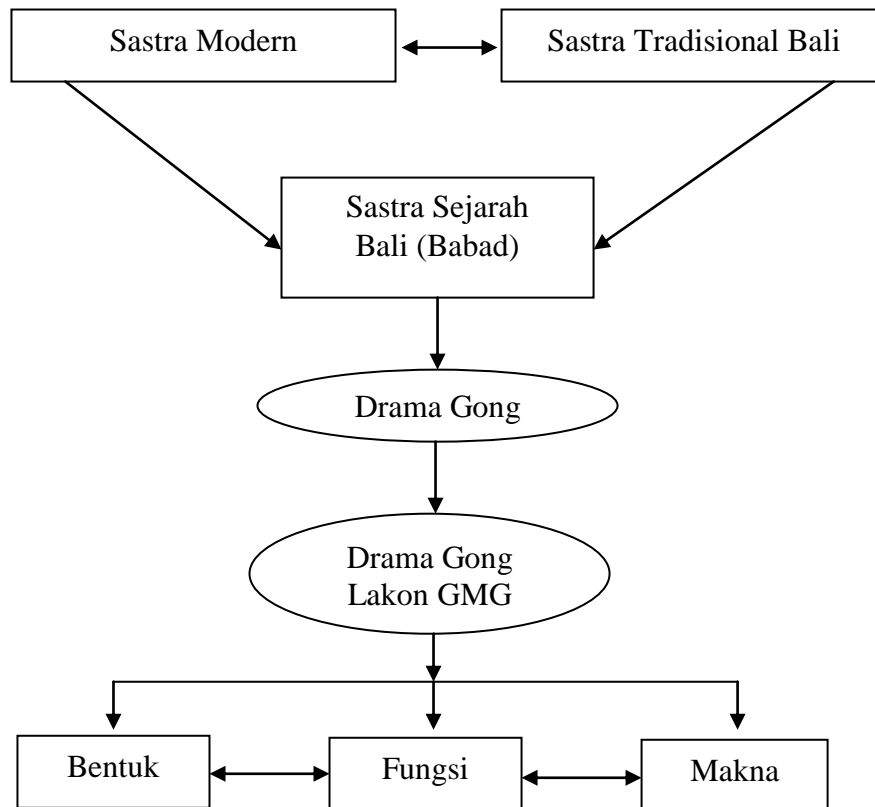 Sastra Modern
Sastra Tradisional Bali
Sastra Sejarah
Bali (Babad)
Drama Gong
Drama Gong
Lakon GMG
Bentuk
Fungsi
Makna